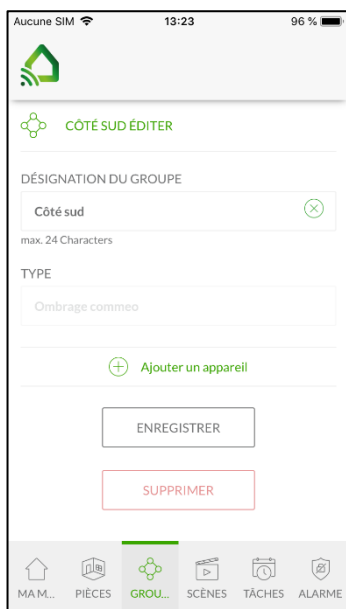 Aucune SIM 13:23 96 %
CÔTÉ SUD ÉDITER
DÉSIGNATION DU GROUPE
Côté sud
max. 24 Characters
TYPE
Ombrage commeo
Ajouter un appareil
ENREGISTRER
SUPPRIMER
MA M... PIÈCES GROU... SCÈNES TÂCHES ALARME